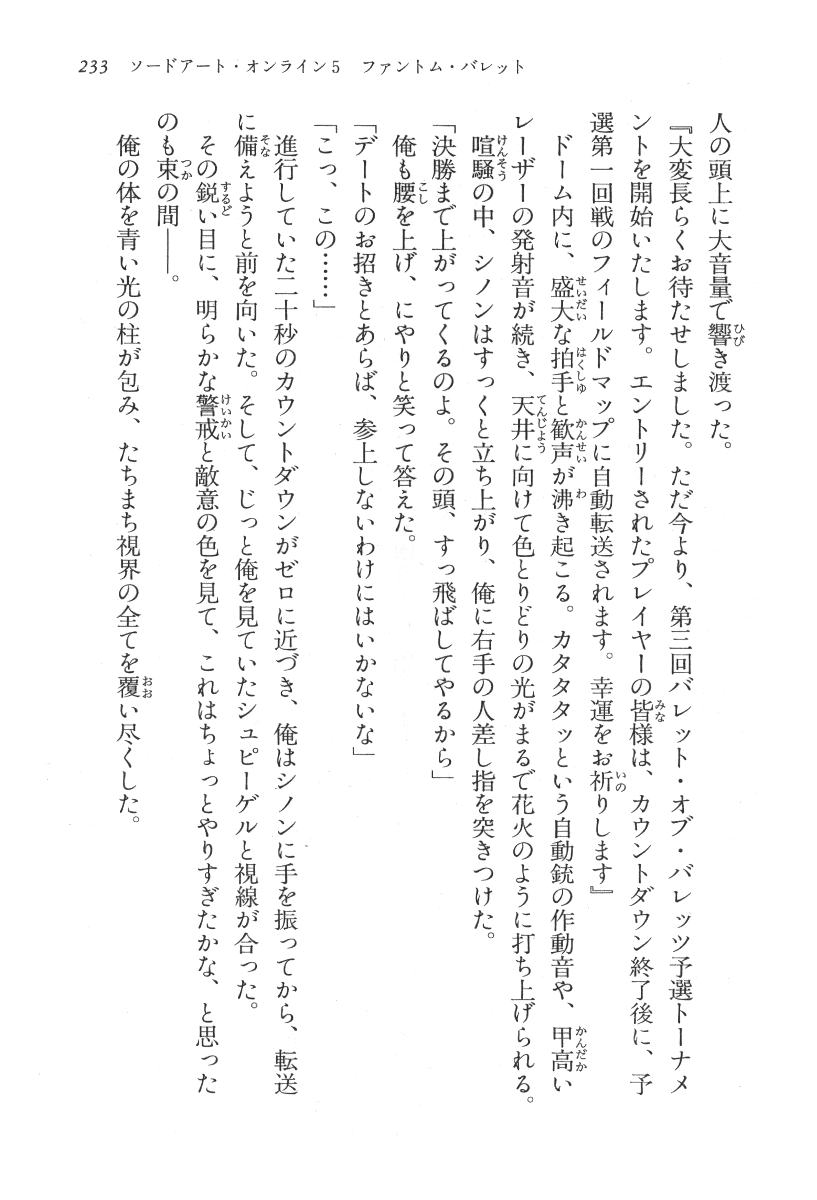 233　ソードアート・オンライン5　ファントム・バレット
人の頭上に大音量で響き渡った。
『大変長らくお待たせしました。ただ今より、第三回バレット・オブ・バレッツ予選トーナメ
ントを開始いたします。エントリーされたプレイヤーの皆様は、カウントダウン終了後に、予
選第一回戦のフィールドマップに自動転送されます。幸運をお祈りします』
ドーム内に、盛大な拍手と歓声が沸き起こる。カタタタッという自動銃の作動音や、甲高い
レーザーの発射音が続き、天井に向けて色とりどりの光がまるで花火のように打ち上げられる。
喧騒の中、シノンはすっくと立ち上がり、俺に右手の人差し指を突きつけた。
「決勝まで上がってくるのよ。その頭、すっ飛ばしてやるから」
俺も腰を上げ、にやりと笑って答えた。
「デートのお招きとあらば、参上しないわけにはいかないな」
「こっ、この……」
進行していた二十秒のカウントダウンがゼロに近づき、俺はシノンに手を振ってから、転送
に備えようと前を向いた。そして、じっと俺を見ていたシュピーゲルと視線が合った。
その鋭い目に、明らかな警戒と敵意の色を見て、これはちょっとやりすぎたかな、と思った
のも束の間――。
俺の体を青い光の柱が包み、たちまち視界の全てを覆い尽くした。